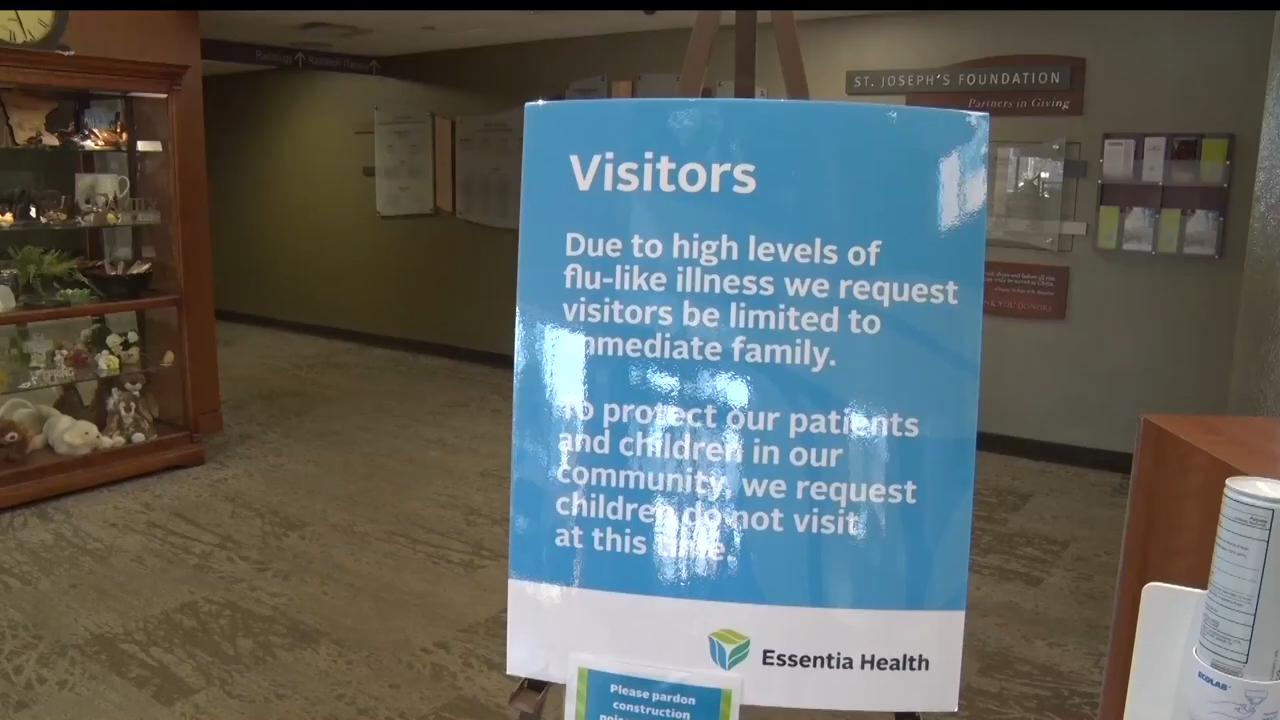 Radiology
ST. JOSEPH'S FOUNDATION
Partners in Giving
Visitors
Due to high levels of
flu-like illness we request
visitors be limited to
immediate family.
To protect our patients
and children in our
community, we request
children do not visit
at this time.
Essentia Health
Please pardon
construction
ECOLAB